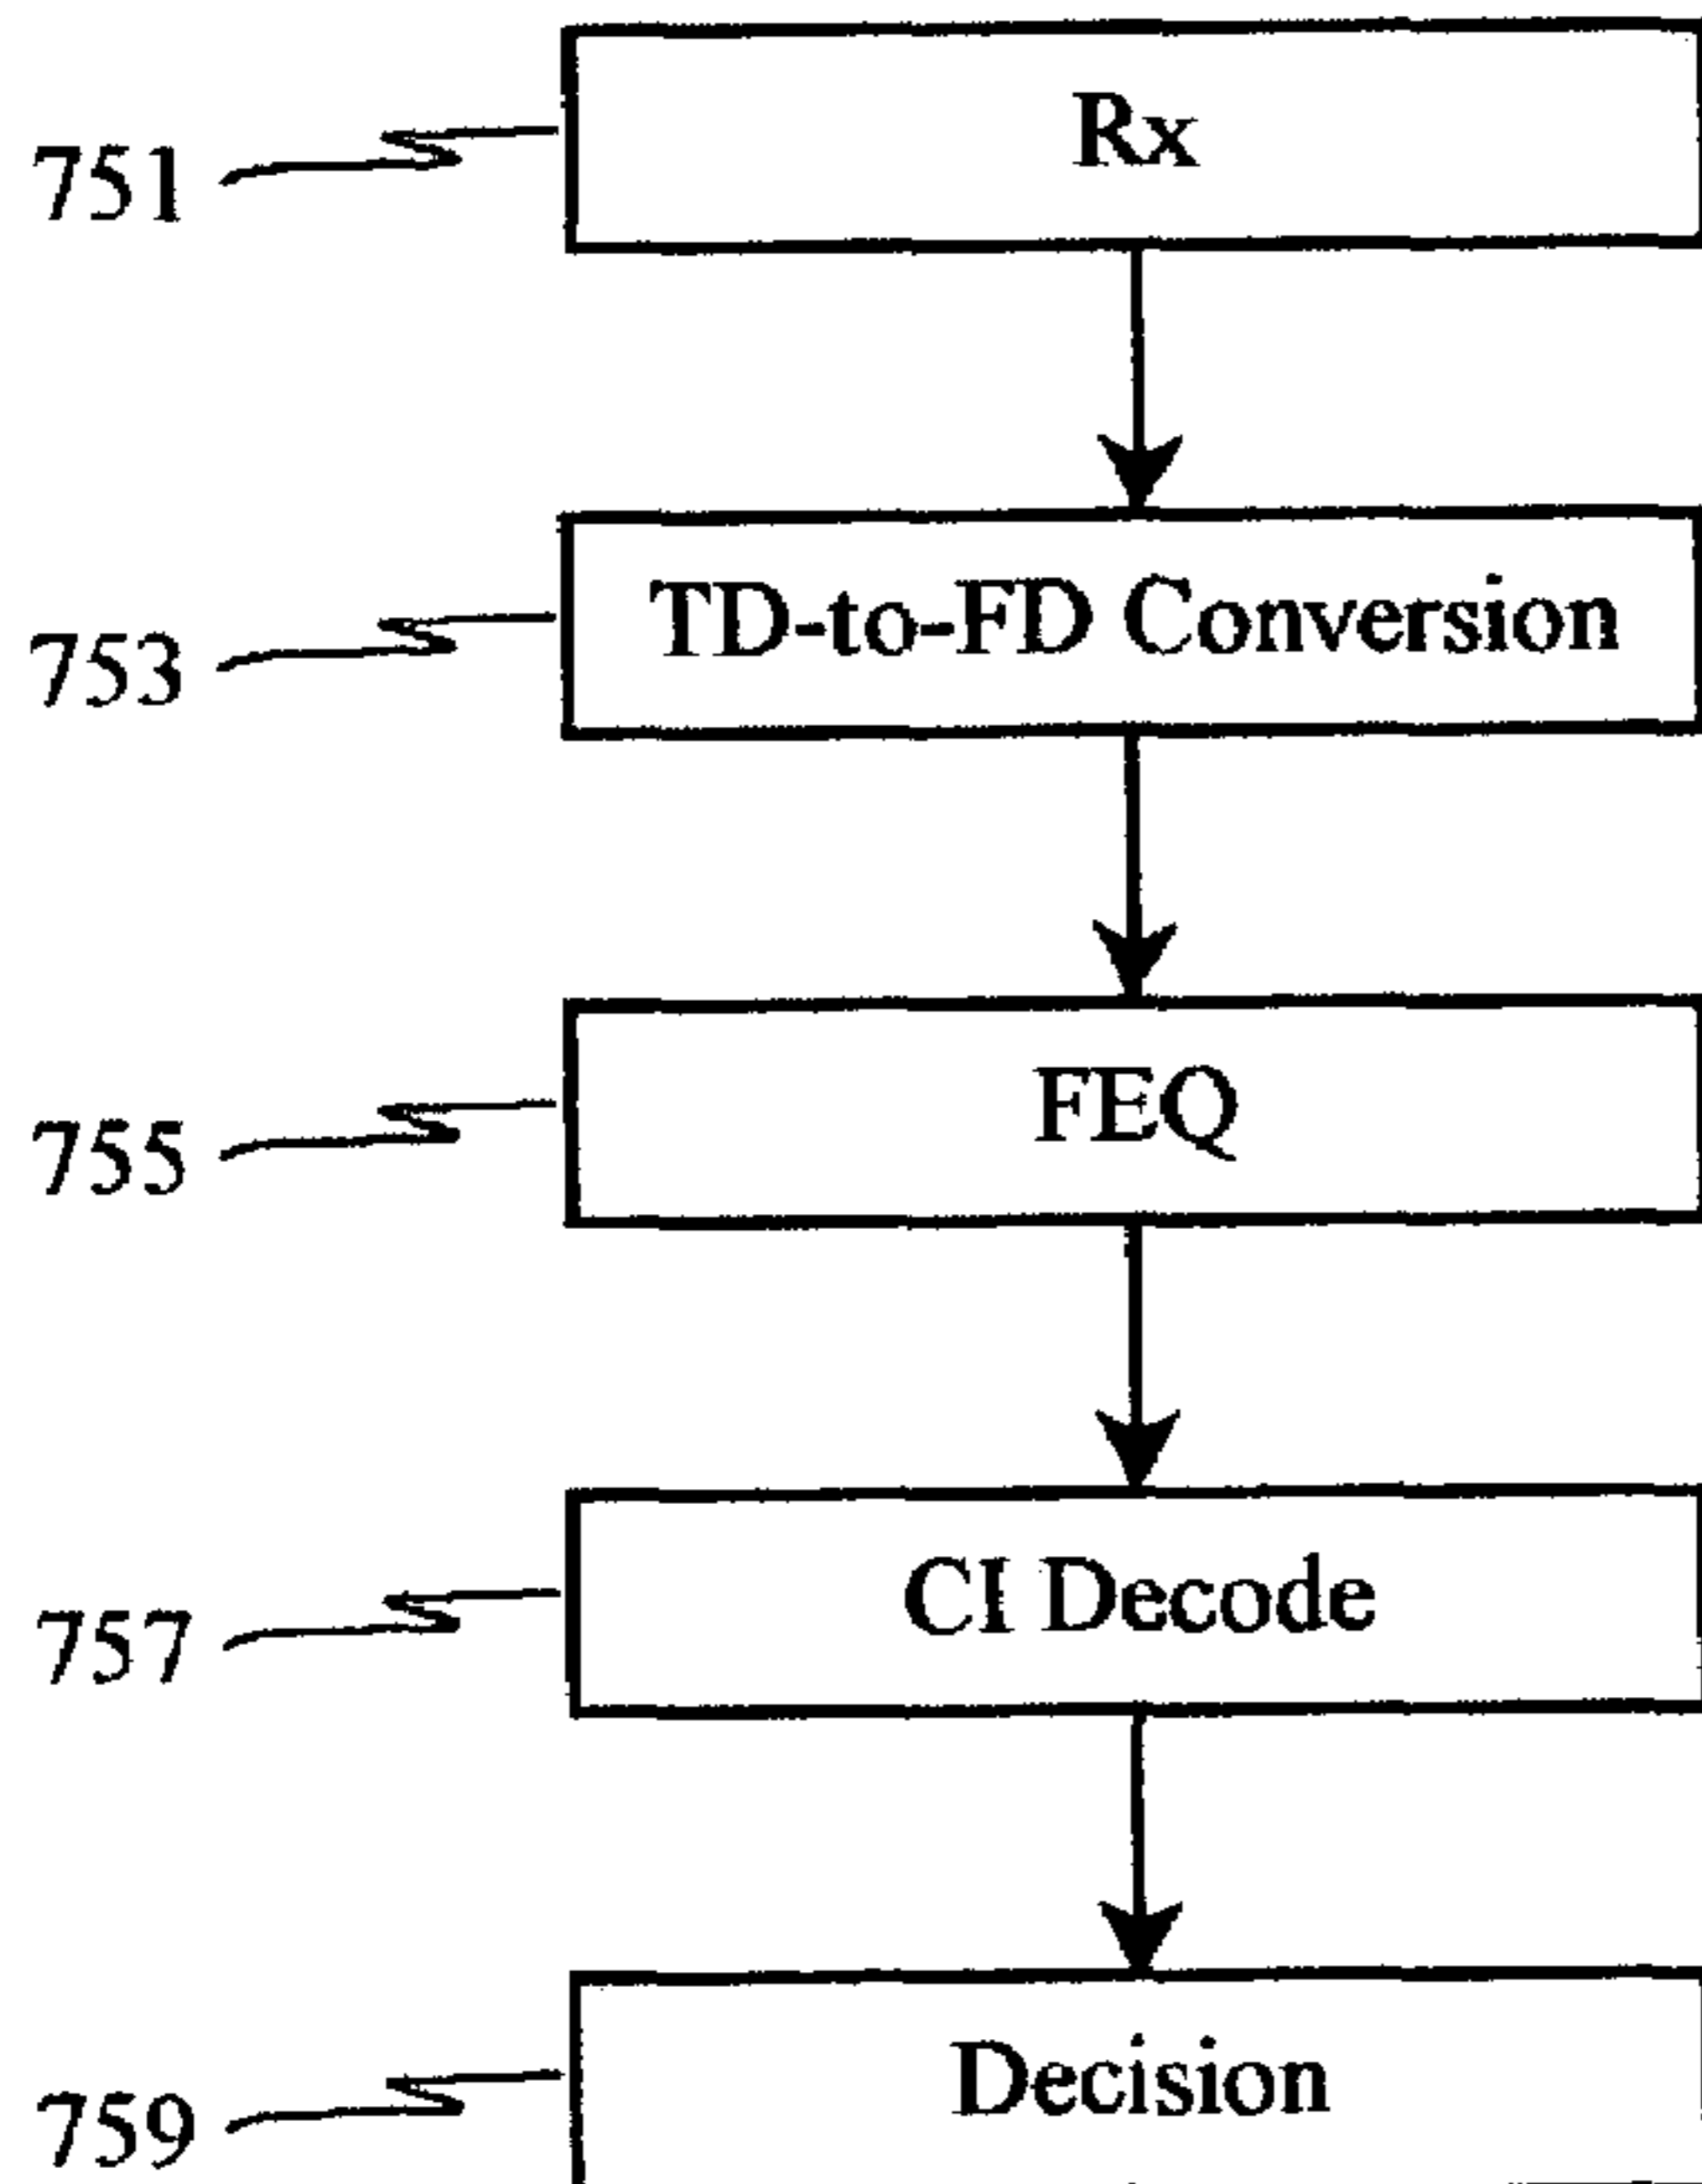 Rx
751
TD-to-FD Conversion
753
FEQ
755
CI Decode
757
Decision
759